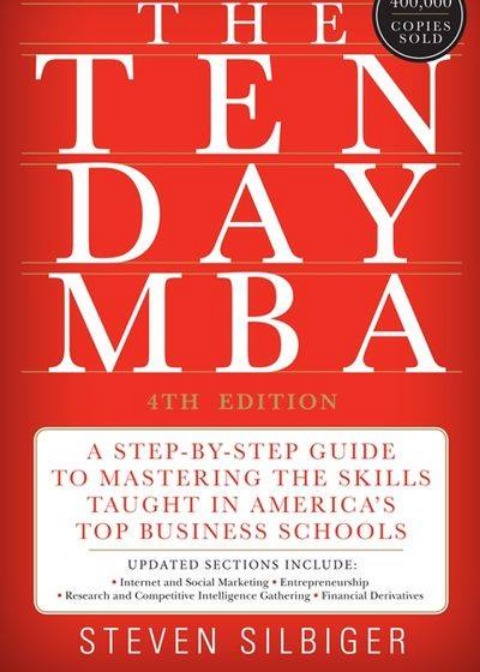 THE
400,000
COPIES
SOLD
TEN
DAY
MBA
4TH EDITION
A STEP-BY-STEP GUIDE
TO MASTERING THE SKILLS
TAUGHT IN AMERICA'S
TOP BUSINESS SCHOOLS
UPDATED SECTIONS INCLUDE:
• Internet and Social Marketing • Entrepreneurship
• Research and Competitive Intelligence Gathering • Financial Derivatives
STEVEN SILBIGER